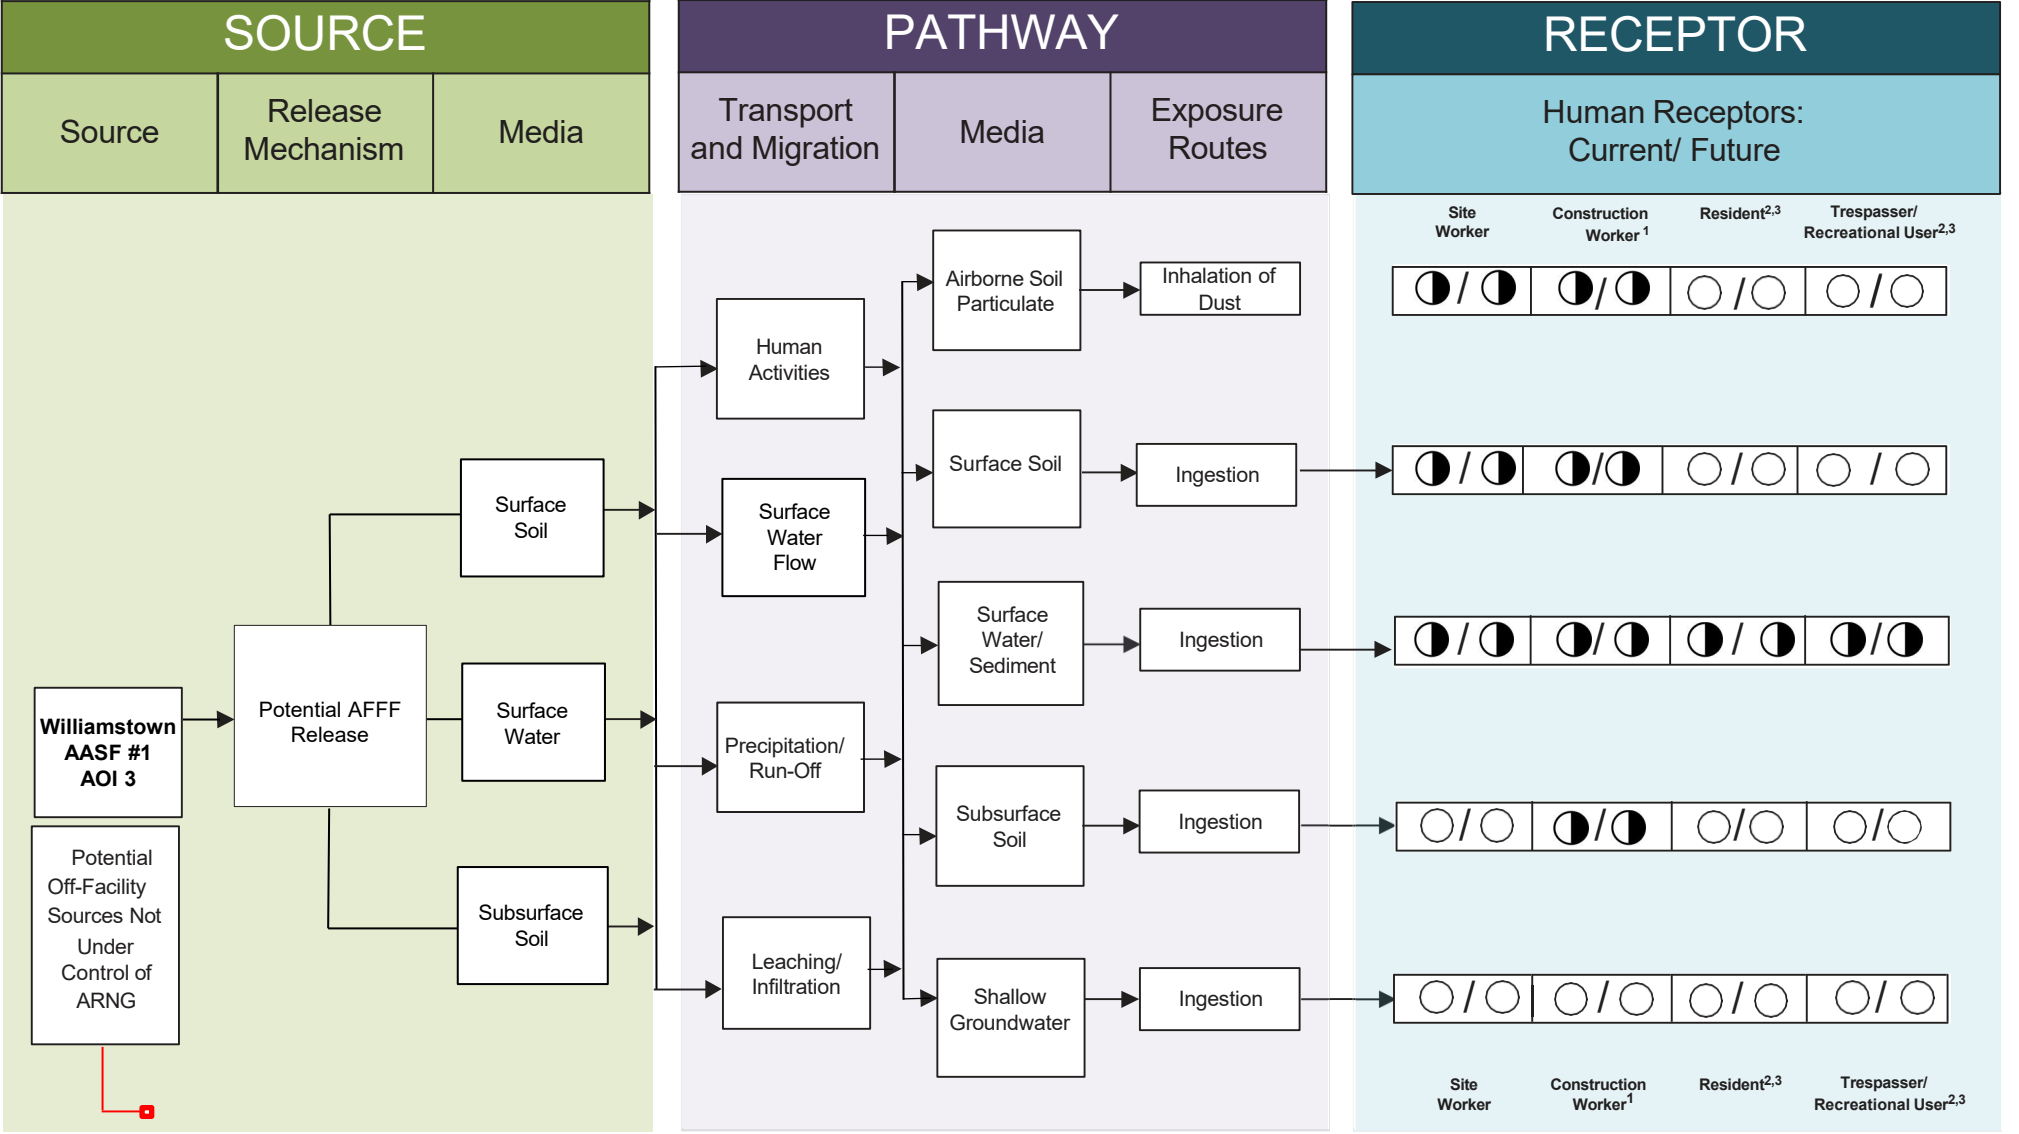 SOURCE
PATHWAY
RECEPTOR
Source
Release
Mechanism
Media
Transport
and Migration
Media
Exposure
Routes
Human Receptors:
Current/ Future
Site
Worker
Construction
Worker 1
Resident2,3
Trespasser/
Recreational User2,3
Airborne Soil
Particulate
Inhalation of
Dust
/
/
/
/
Human
Activities
Surface Soil
Ingestion
/
/
/
/
Surface
Soil
Surface
Water
Flow
Surface
Water/
Sediment
Ingestion
/
/
/
/
Williamstown
AASF #1
AOI 3
Potential AFFF
Release
Surface
Water
Precipitation/
Run-Off
Subsurface
Soil
Ingestion
/
/
/
/
Potential
Off-Facility
Sources Not
Under
Control of
ARNG
Subsurface
Soil
Leaching/
Infiltration
Shallow
Groundwater
Ingestion
/
/
/
/
Site
Worker
Construction
Worker1
Resident2,3
Trespasser/
Recreational User2,3